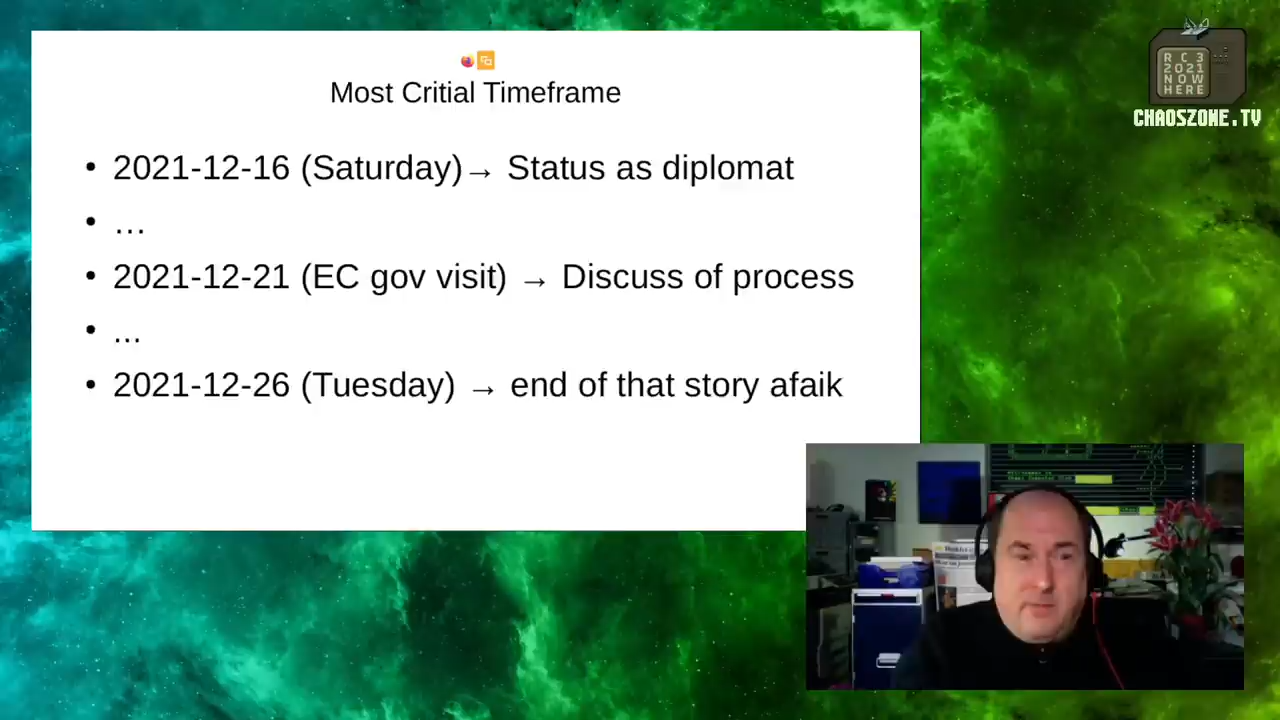 Most Critial Timeframe
• 2021-12-16 (Saturday)→ Status as diplomat
• …
• 2021-12-21 (EC gov visit) → Discuss of process
• ...
• 2021-12-26 (Tuesday) → end of that story afaik
RC3
2021
NOW
HERE
CHAOSZONE.TV